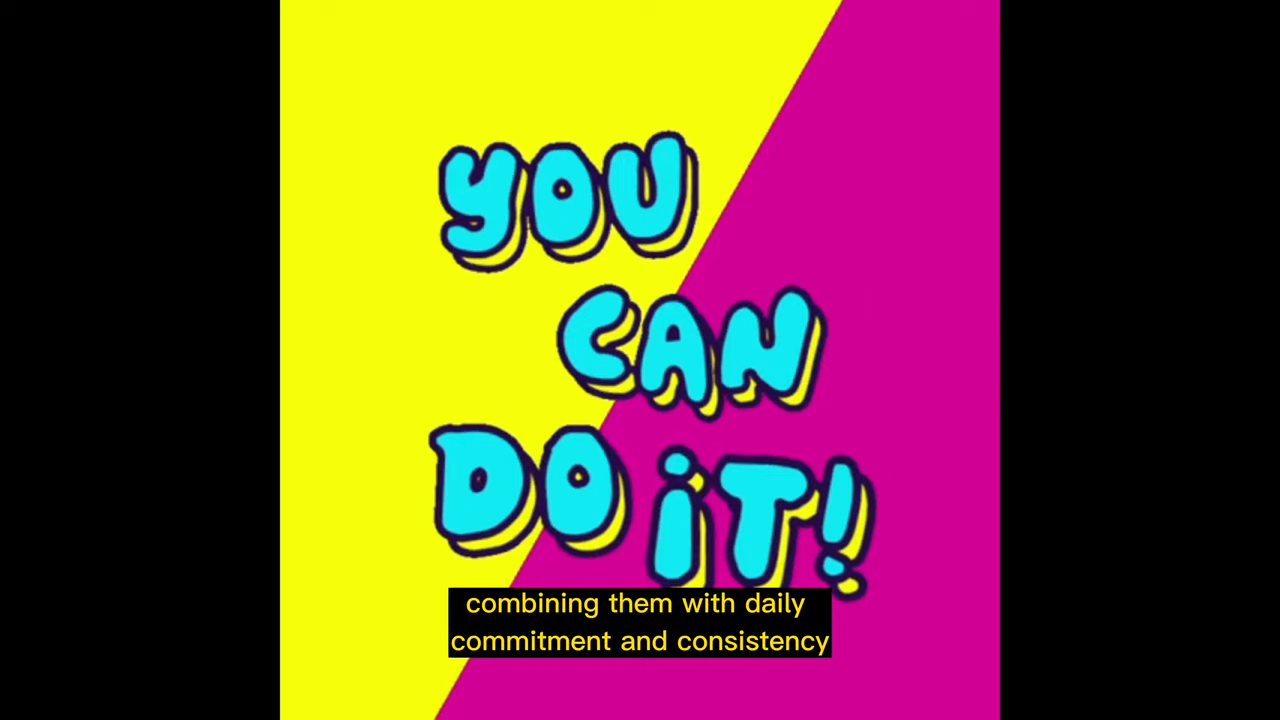 YOU
CAN
DO iT!
combining them with daily
commitment and consistency